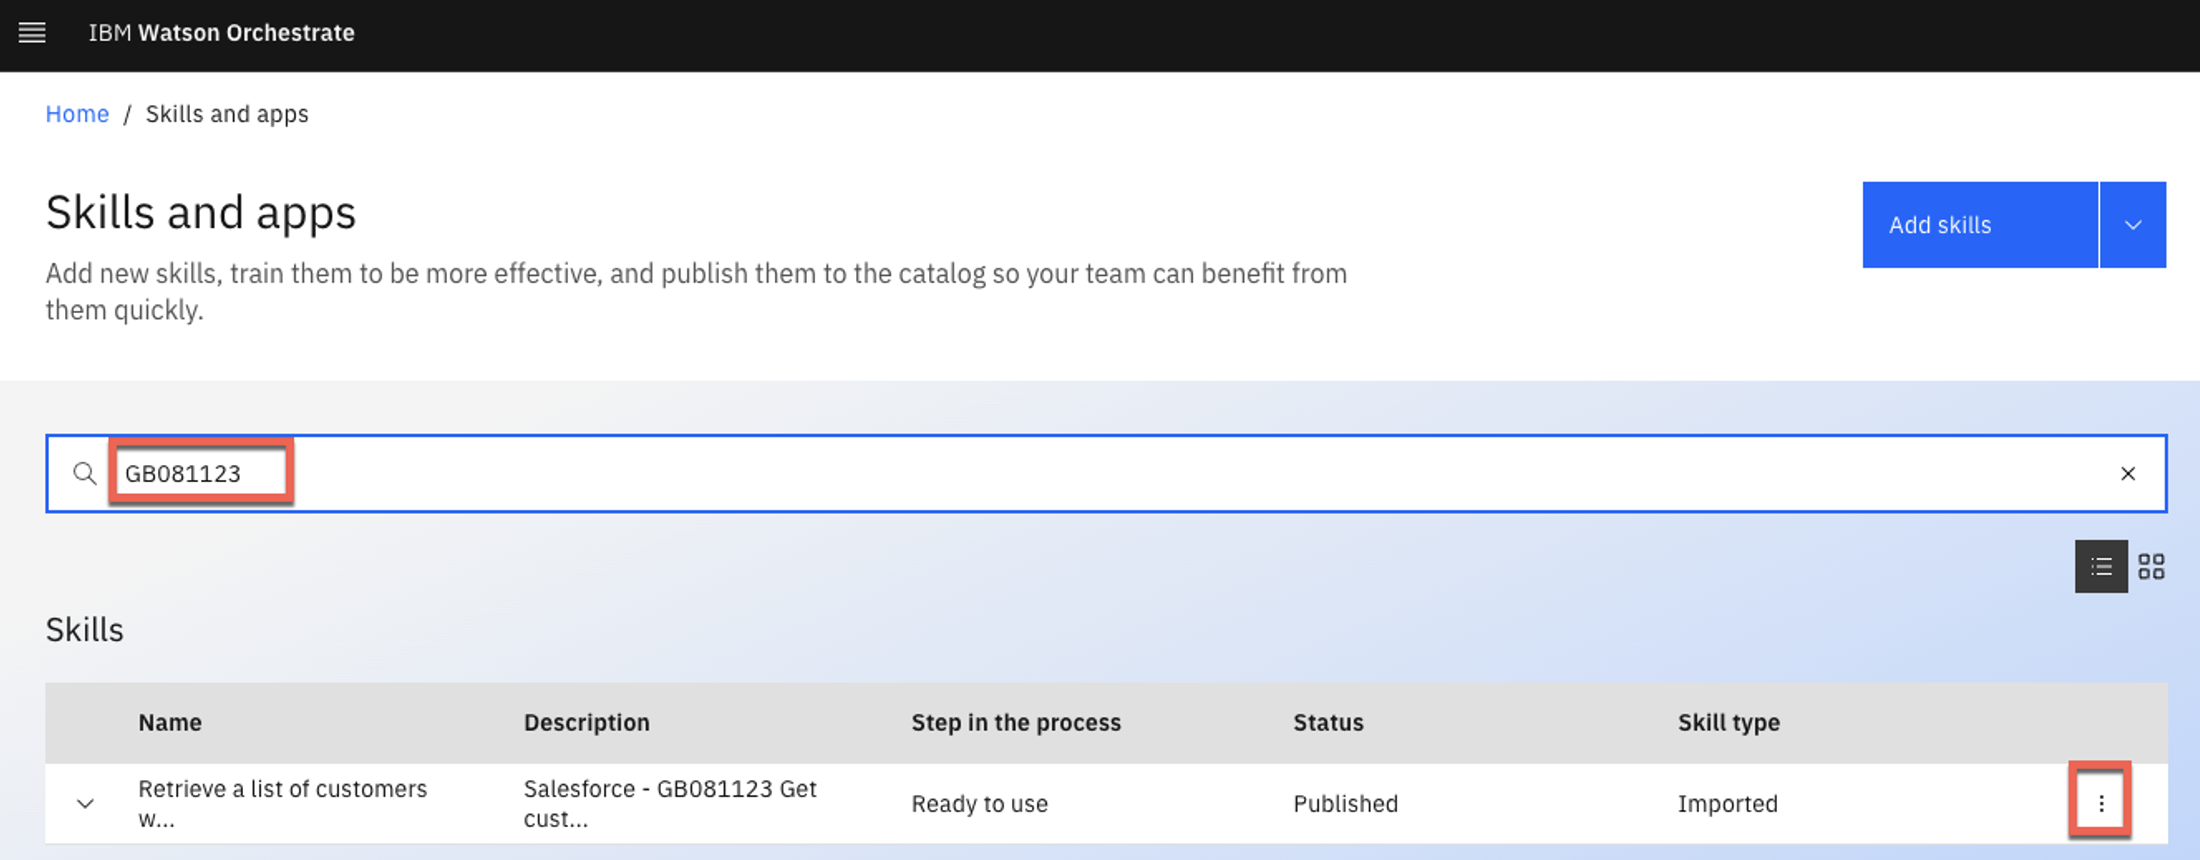 IBM Watson Orchestrate
Home / Skills and apps
Skills and apps
Add skills
Add new skills, train them to be more effective, and publish them to the catalog so your team can benefit from
them quickly.
GB081123
Skills
Name Description Step in the process Status Skill type
Retrieve a list of customers
w...
Salesforce - GB081123 Get
cust...
Ready to use
Published
Imported